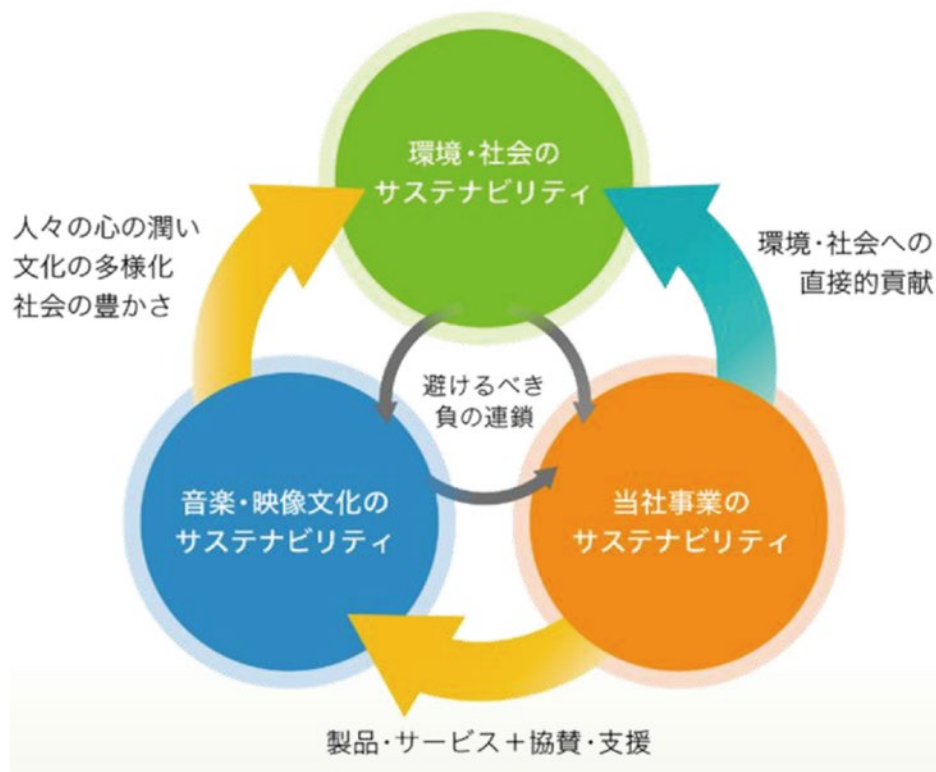 環境・社会の
サステナビリティ
人々の心の潤い
文化の多様化
社会の豊かさ
環境・社会への
直接的貢献
避けるべき
負の連鎖
音楽・映像文化の
サステナビリティ
当社事業の
サステナビリティ
製品・サービス＋協賛・支援